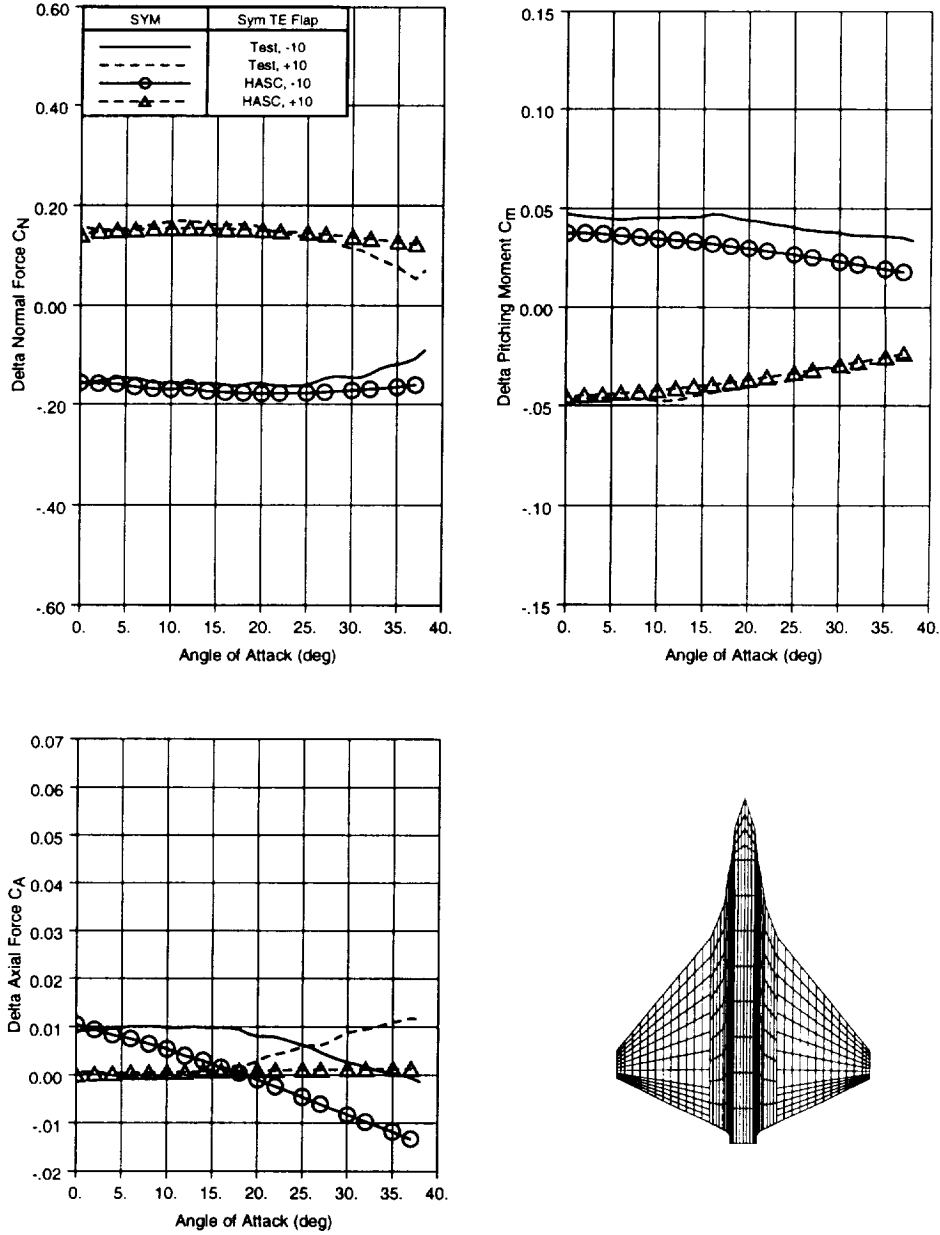 0.60
0.40
0.20
0.00
-.20
-.40
-.60
Delta Normal Force CN
SYM Sym TE Flap
Test, -10
Test, +10
HASC, -10
HASC, +10
0. 5. 10. 15. 20. 25. 30. 35. 40.
Angle of Attack (deg)
0.15
0.10
0.05
0.00
-.05
-.10
-.15
Delta Pitching Moment Cm
0. 5. 10. 15. 20. 25. 30. 35. 40.
Angle of Attack (deg)
0.07
0.06
0.05
0.04
0.03
0.02
0.01
0.00
-.01
-.02
Delta Axial Force CA
0. 5. 10. 15. 20. 25. 30. 35. 40.
Angle of Attack (deg)